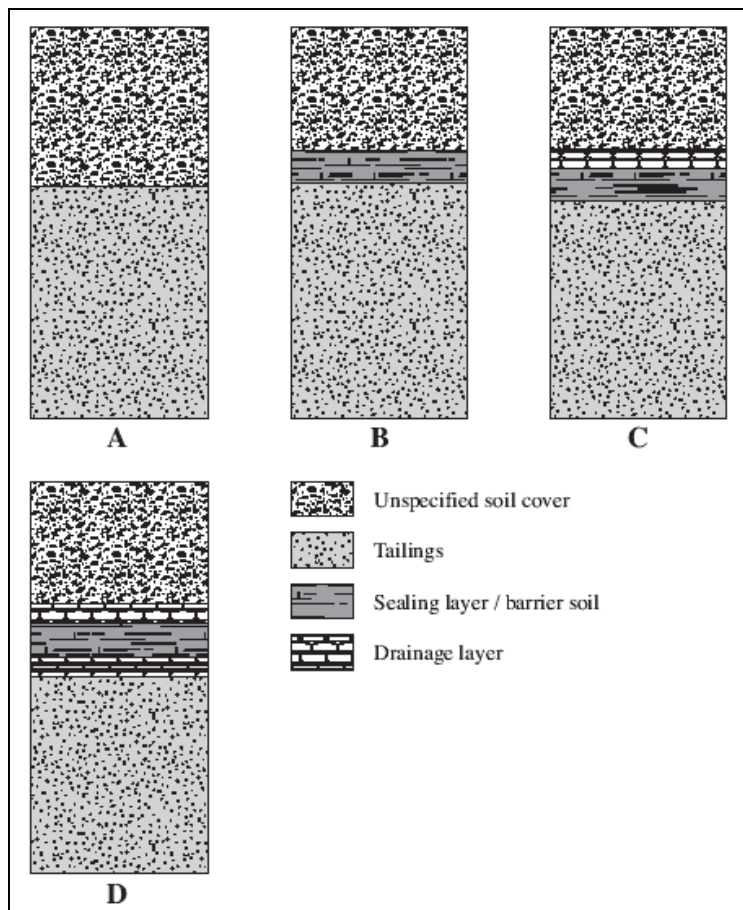 A
B
C
Unspecified soil cover
Tailings
Sealing layer / barrier soil
Drainage layer
D